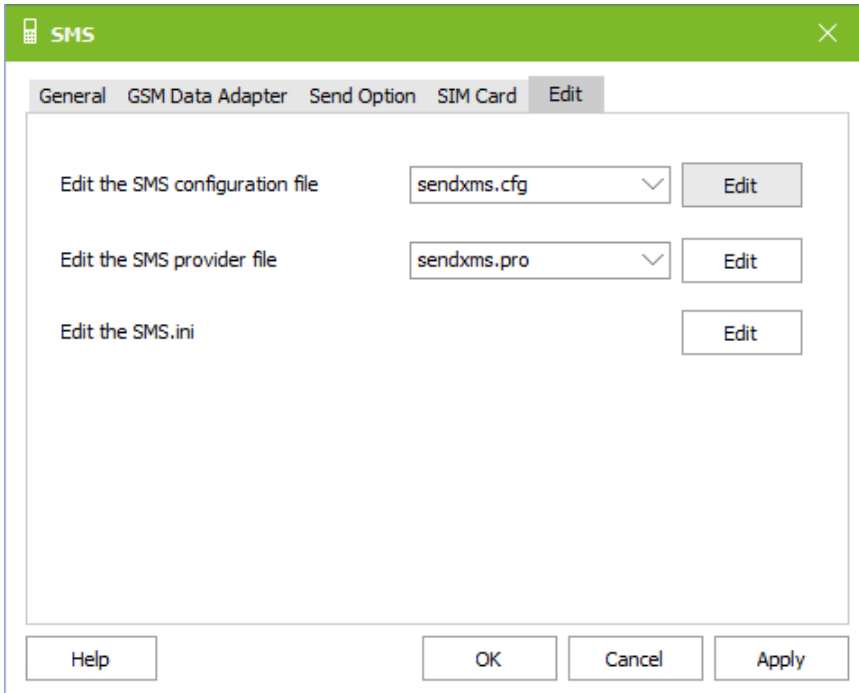 SMS
General GSM Data Adapter Send Option SIM Card Edit
Edit the SMS configuration file sendxms.cfg Edit
Edit the SMS provider file sendxms.pro Edit
Edit the SMS.ini Edit
Help OK Cancel Apply